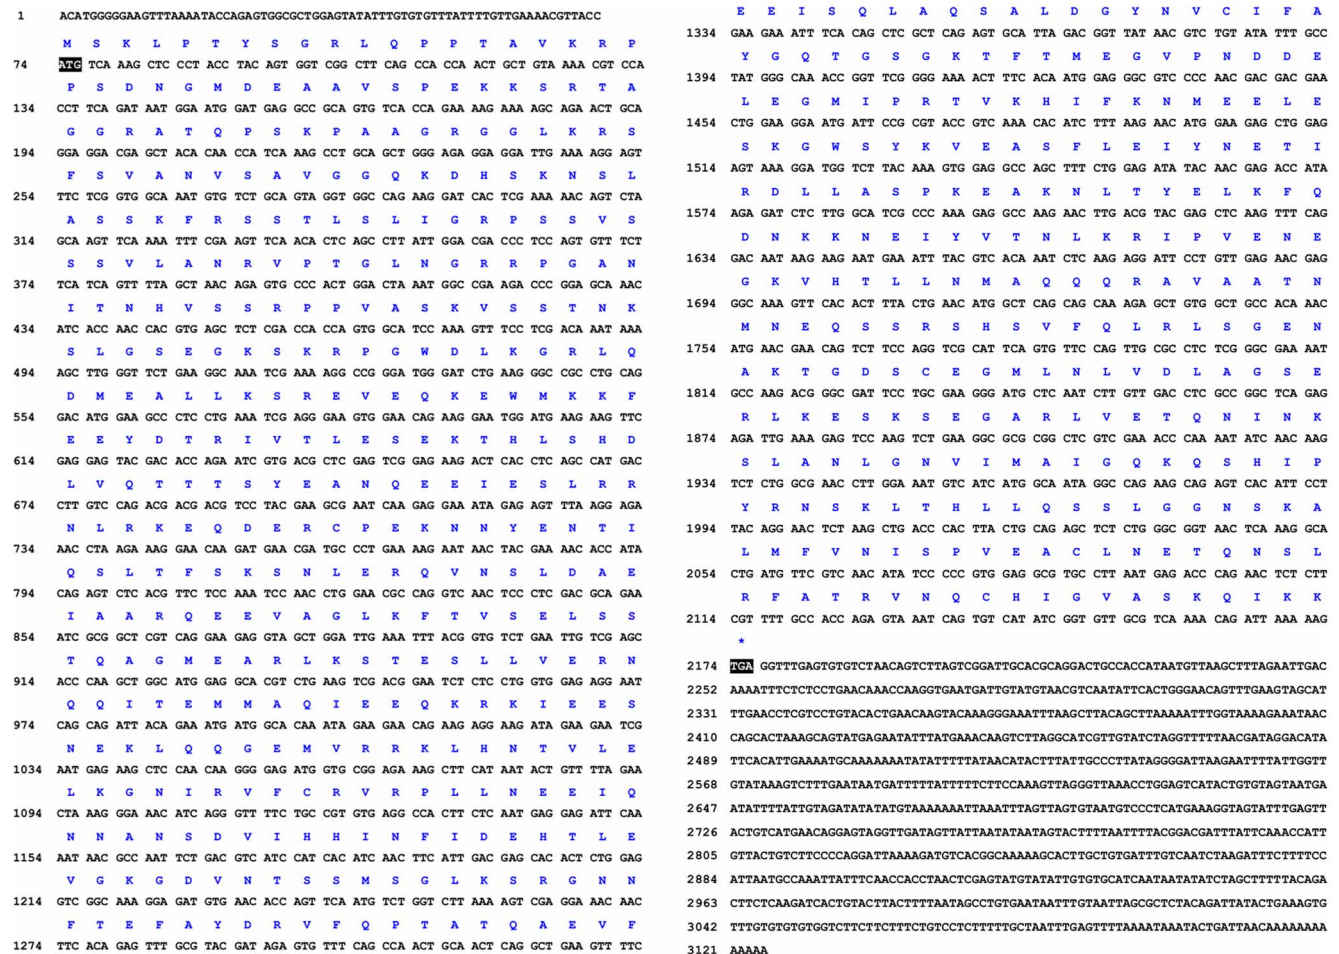 1 ACATGGGGGAAGTTTAAAATACCAGAGTGGCGCTGGAGTATATTTGTGTGTTTATTTTGTTGAAAACGTTACC
M S K L P T Y S G R L Q P P T A V K R P
74 ATG TCA AAG CTC CCT ACC TAC AGT GGT CGG CTT CAG CCA CCA ACT GCT GTA AAA CGT CCA
P S D N G M D E A A V S P E K K S R T A
134 CCT TCA GAT AAT GGA ATG GAT GAG GCC GCA GTG TCA CCA GAA AAG AAA AGC AGA ACT GCA
G G R A T Q P S K P A A G R G G L K R S
194 GGA GGA CGA GCT ACA CAA CCA TCA AAG CCT GCA GCT GGG AGA GGA GGA TTG AAA AGG AGT
F S V A N V S A V G G Q K D H S K N S L
254 TTC TCG GTG GCA AAT GTG TCT GCA GTA GGT GGC CAG AAG GAT CAC TCG AAA AAC AGT CTA
A S S K F R S S T L S L I G R P S S V S
314 GCA AGT TCA AAA TTT CGA AGT TCA ACA CTC AGC CTT ATT GGA CGA CCC TCC AGT GTT TCT
S S V L A N R V P T G L N G R R P G A N
374 TCA TCA GTT TTA GCT AAC AGA GTG CCC ACT GGA CTA AAT GGC CGA AGA CCC GGA GCA AAC
I T N H V S S R P P V A S K V S S T N K
434 ATC ACC AAC CAC GTG AGC TCT CGA CCA CCA GTG GCA TCC AAA GTT TCC TCG ACA AAT AAA
S L G S E G K S K R P G W D L K G R L Q
494 AGC TTG GGT TCT GAA GGC AAA TCG AAA AGG CCG GGA TGG GAT CTG AAG GGC CGC CTG CAG
D M E A L L K S R E V E Q K E W M K K F
554 GAC ATG GAA GCC CTC CTG AAA TCG AGG GAA GTG GAA CAG AAG GAA TGG ATG AAG AAG TTC
E E Y D T R I V T L E S E K T H L S H D
614 GAG GAG TAC GAC ACC AGA ATC GTG ACG CTC GAG TCG GAG AAG ACT CAC CTC AGC CAT GAC
L V Q T T T S Y E A N Q E E I E S L R R
674 CTT GTC CAG ACG ACG ACG TCC TAC GAA GCG AAT CAA GAG GAA ATA GAG AGT TTA AGG AGA
N L R K E Q D E R C P E K N N Y E N T I
734 AAC CTA AGA AAG GAA CAA GAT GAA CGA TGC CCT GAA AAG AAT AAC TAC GAA AAC ACC ATA
Q S L T F S K S N L E R Q V N S L D A E
794 CAG AGT CTC ACG TTC TCC AAA TCC AAC CTG GAA CGC CAG GTC AAC TCC CTC GAC GCA GAA
I A A R Q E E V A G L K F T V S E L S S
854 ATC GCG GCT CGT CAG GAA GAG GTA GCT GGA TTG AAA TTT ACG GTG TCT GAA TTG TCG AGC
T Q A G M E A R L K S T E S L L V E R N
914 ACC CAA GCT GGC ATG GAG GCA CGT CTG AAG TCG ACG GAA TCT CTC CTG GTG GAG AGG AAT
Q Q I T E M M A Q I E E Q K R K I E E S
974 CAG CAG ATT ACA GAA ATG ATG GCA CAA ATA GAA GAA CAG AAG AGG AAG ATA GAA GAA TCG
N E K L Q Q G E M V R R K L H N T V L E
1034 AAT GAG AAG CTC CAA CAA GGG GAG ATG GTG CGG AGA AAG CTT CAT AAT ACT GTT TTA GAA
L K G N I R V F C R V R P L L N E E I Q
1094 CTA AAG GGA AAC ATC AGG GTT TTC TGC CGT GTG AGG CCA CTT CTC AAT GAG GAG ATT CAA
N N A N S D V I H H I N F I D E H T L E
1154 AAT AAC GCC AAT TCT GAC GTC ATC CAT CAC ATC AAC TTC ATT GAC GAG CAC ACT CTG GAG
V G K G D V N T S S M S G L K S R G N N
1214 GTC GGC AAA GGA GAT GTG AAC ACC AGT TCA ATG TCT GGT CTT AAA AGT CGA GGA AAC AAC
F T E F A Y D R V F Q P T A T Q A E V F
1274 TTC ACA GAG TTT GCG TAC GAT AGA GTG TTT CAG CCA ACT GCA ACT CAG GCT GAA GTT TTC
E E I S Q L A Q S A L D G Y N V C I F A
1334 GAA GAA ATT TCA CAG CTC GCT CAG AGT GCA TTA GAC GGT TAT AAC GTC TGT ATA TTT GCC
Y G Q T G S G K T F T M E G V P N D D E
1394 TAT GGG CAA ACC GGT TCG GGG AAA ACT TTC ACA ATG GAG GGC GTC CCC AAC GAC GAC GAA
L E G M I P R T V K H I F K N M E E L E
1454 CTG GAA GGA ATG ATT CCG CGT ACC GTC AAA CAC ATC TTT AAG AAC ATG GAA GAG CTG GAG
S K G W S Y K V E A S F L E I Y N E T I
1514 AGT AAA GGA TGG TCT TAC AAA GTG GAG GCC AGC TTT CTG GAG ATA TAC AAC GAG ACC ATA
R D L L A S P K E A K N L T Y E L K F Q
1574 AGA GAT CTC TTG GCA TCG CCC AAA GAG GCC AAG AAC TTG ACG TAC GAG CTC AAG TTT CAG
D N K K N E I Y V T N L K R I P V E N E
1634 GAC AAT AAG AAG AAT GAA ATT TAC GTC ACA AAT CTC AAG AGG ATT CCT GTT GAG AAC GAG
G K V H T L L N M A Q Q Q R A V A A T N
1694 GGC AAA GTT CAC ACT TTA CTG AAC ATG GCT CAG CAG CAA AGA GCT GTG GCT GCC ACA AAC
M N E Q S S R S H S V F Q L R L S G E N
1754 ATG AAC GAA CAG TCT TCC AGG TCG CAT TCA GTG TTC CAG TTG CGC CTC TCG GGC GAA AAT
A K T G D S C E G M L N L V D L A G S E
1814 GCC AAG ACG GGC GAT TCC TGC GAA GGG ATG CTC AAT CTT GTT GAC CTC GCC GGC TCA GAG
R L K E S K S E G A R L V E T Q N I N K
1874 AGA TTG AAA GAG TCC AAG TCT GAA GGC GCG CGG CTC GTC GAA ACC CAA AAT ATC AAC AAG
S L A N L G N V I M A I G Q K Q S H I P
1934 TCT CTG GCG AAC CTT GGA AAT GTC ATC ATG GCA ATA GGC CAG AAG CAG AGT CAC ATT CCT
Y R N S K L T H L L Q S S L G G N S K A
1994 TAC AGG AAC TCT AAG CTG ACC CAC TTA CTG CAG AGC TCT CTG GGC GGT AAC TCA AAG GCA
L M F V N I S P V E A C L N E T Q N S L
2054 CTG ATG TTC GTC AAC ATA TCC CCC GTG GAG GCG TGC CTT AAT GAG ACC CAG AAC TCT CTT
R F A T R V N Q C H I G V A S K Q I K K
2114 CGT TTT GCC ACC AGA GTA AAT CAG TGT CAT ATC GGT GTT GCG TCA AAA CAG ATT AAA AAG
*
2174 TGA GGTTTGAGTGTGTCTAACAGTCTTAGTCGGATTGCACGCAGGACTGCCACCATAATGTTAAGCTTTAGAATTGAC
2252 AAAATTTCTCTCCTGAACAAACCAAGGTGAATGATTGTATGTAACGTCAATATTCACTGGGAACAGTTTGAAGTAGCAT
2331 TTGAACCTCGTCCTGTACACTGAACAAGTACAAAGGGAAATTTAAGCTTACAGCTTAAAAATTTGGTAAAAGAAATAAC
2410 CAGCACTAAAGCAGTATGAGAATATTTATGAAACAAGTCTTAGGCATCGTTGTATCTAGGTTTTTAACGATAGGACATA
2489 TTCACATTGAAAATGCAAAAAAATATATTTTTATAACATACTTTATTGCCCTTATAGGGGATTAAGAATTTTATTGGTT
2568 GTATAAAGTCTTTGAATAATGATTTTTATTTTTCTTCCAAAGTTAGGGTTAAACCTGGAGTCATACTGTGTAGTAATGA
2647 ATATTTTATTGTAGATATATATGTAAAAAAATTAAATTTAGTTAGTGTAATGTCCCTCATGAAAGGTAGTATTTGAGTT
2726 ACTGTCATGAACAGGAGTAGGTTGATAGTTATTAATATAATAGTACTTTTAATTTTACGGACGATTTATTCAAACCATT
2805 GTTACTGTCTTCCCCAGGATTAAAAGATGTCACGGCAAAAAGCACTTGCTGTGATTTGTCAATCTAAGATTTCTTTTCC
2884 ATTAATGCCAAATTATTTCAACCACCTAACTCGAGTATGTATATTGTGTGCATCAATAATATATCTAGCTTTTTACAGA
2963 CTTCTCAAGATCACTGTACTTACTTTTAATAGCCTGTGAATAATTTGTAATTAGCGCTCTACAGATTATACTGAAAGTG
3042 TTTGTGTGTGTGGTCTTCTTCTTTCTGTCCTCTTTTTGCTAATTTGAGTTTTAAAATAAATACTGATTAACAAAAAAAA
3121 AAAAA